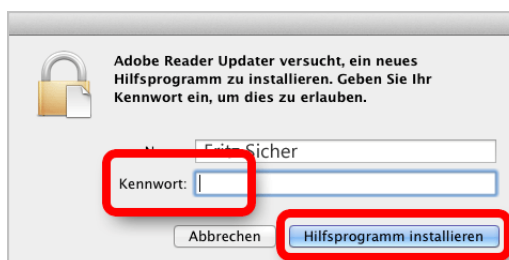 Adobe Reader Updater versucht, ein neues
Hilfsprogramm zu installieren. Geben Sie Ihr
Kennwort ein, um dies zu erlauben.
Fritz Sicher
Kennwort:
Abbrechen
Hilfsprogramm installieren